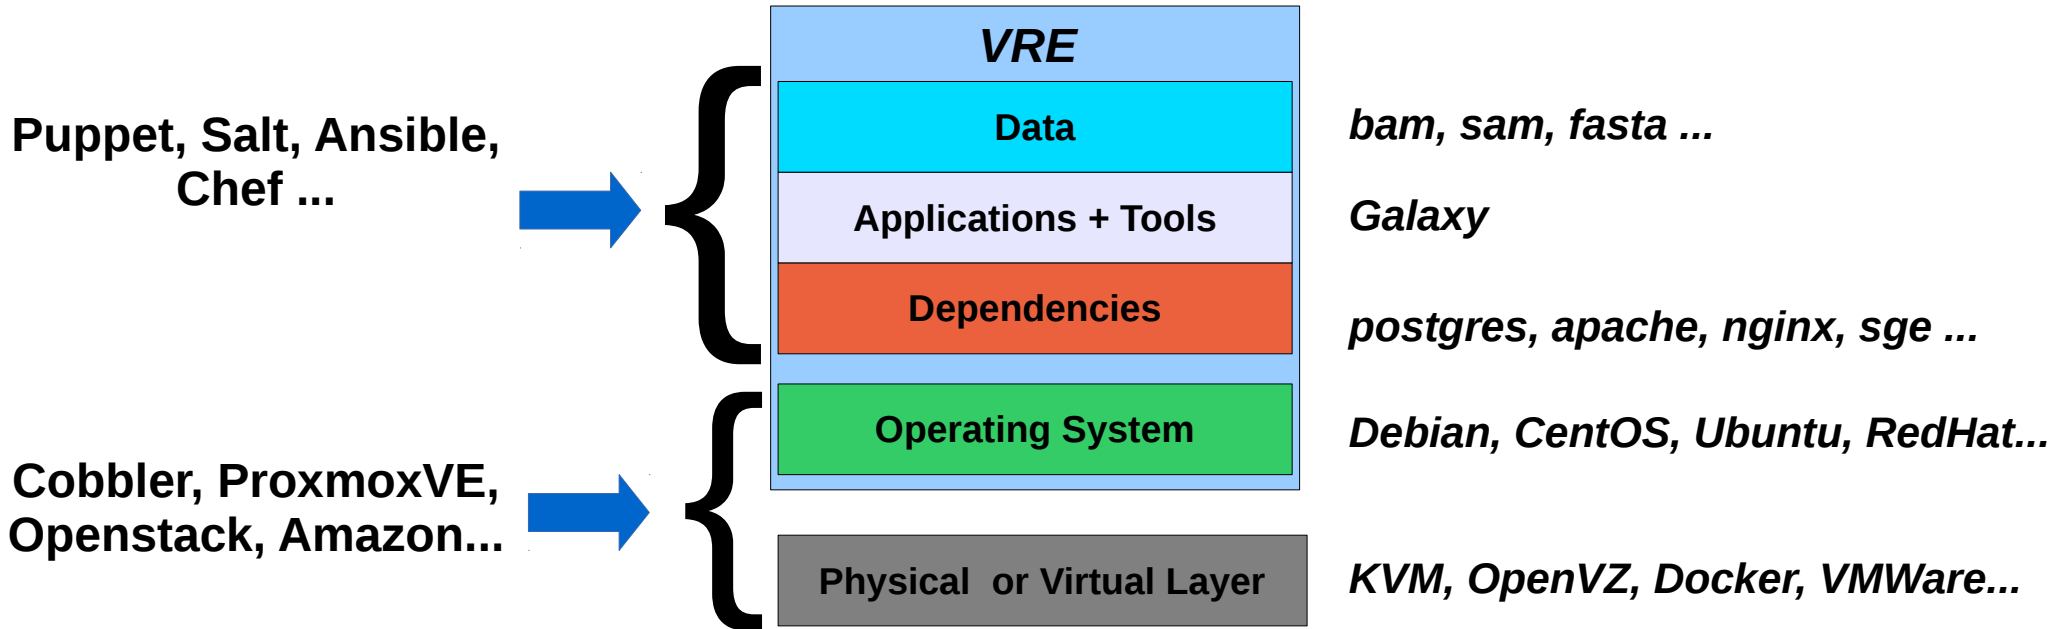 VRE
Puppet, Salt, Ansible,
Chef ...
Data
bam, sam, fasta ...
Applications + Tools
Galaxy
Dependencies
postgres, apache, nginx, sge ...
Cobbler, ProxmoxVE,
Openstack, Amazon...
Operating System
Debian, CentOS, Ubuntu, RedHat...
Physical or Virtual Layer
KVM, OpenVZ, Docker, VMWare...